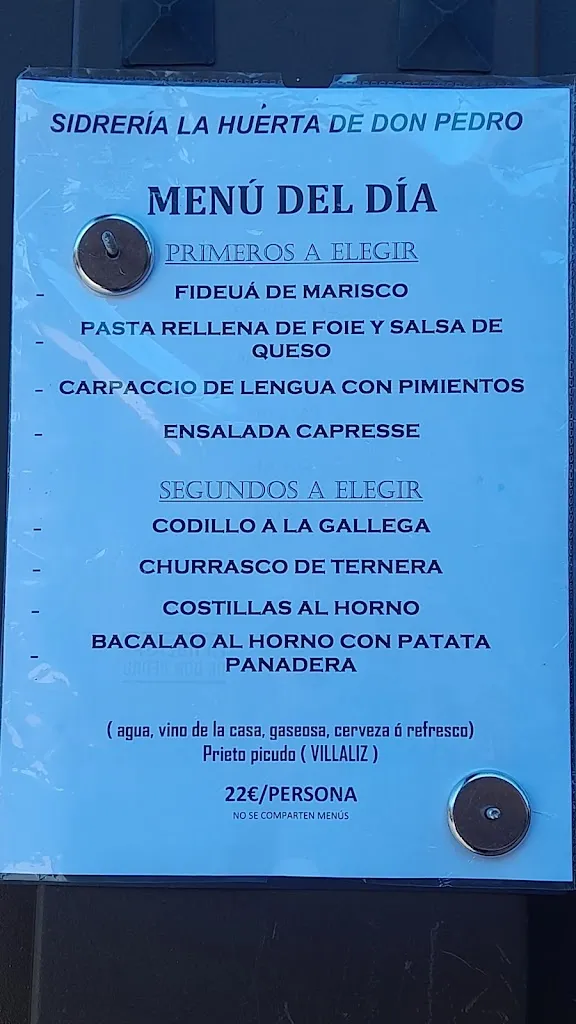 SIDRERÍA LA HUERTA DE DON PEDRO
MENÚ DEL DÍA
PRIMEROS A ELEGIR
- FIDEUÁ DE MARISCO
- PASTA RELLENA DE FOIE Y SALSA DE
QUESO
- CARPACCIO DE LENGUA CON PIMIENTOS
- ENSALADA CAPRESSE
SEGUNDOS A ELEGIR
- CODILLO A LA GALLEGA
- CHURRASCO DE TERNERA
- COSTILLAS AL HORNO
- BACALAO AL HORNO CON PATATA
PANADERA
( agua, vino de la casa, gaseosa, cerveza ó refresco)
Prieto picudo ( VILLALIZ )
22€/PERSONA
NO SE COMPARTEN MENÚS